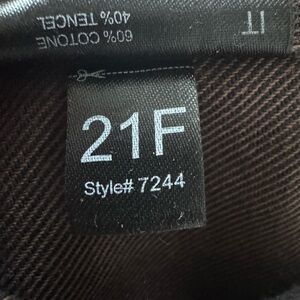 60% COTONE
40% TENCEL
IT
21F
Style# 7244